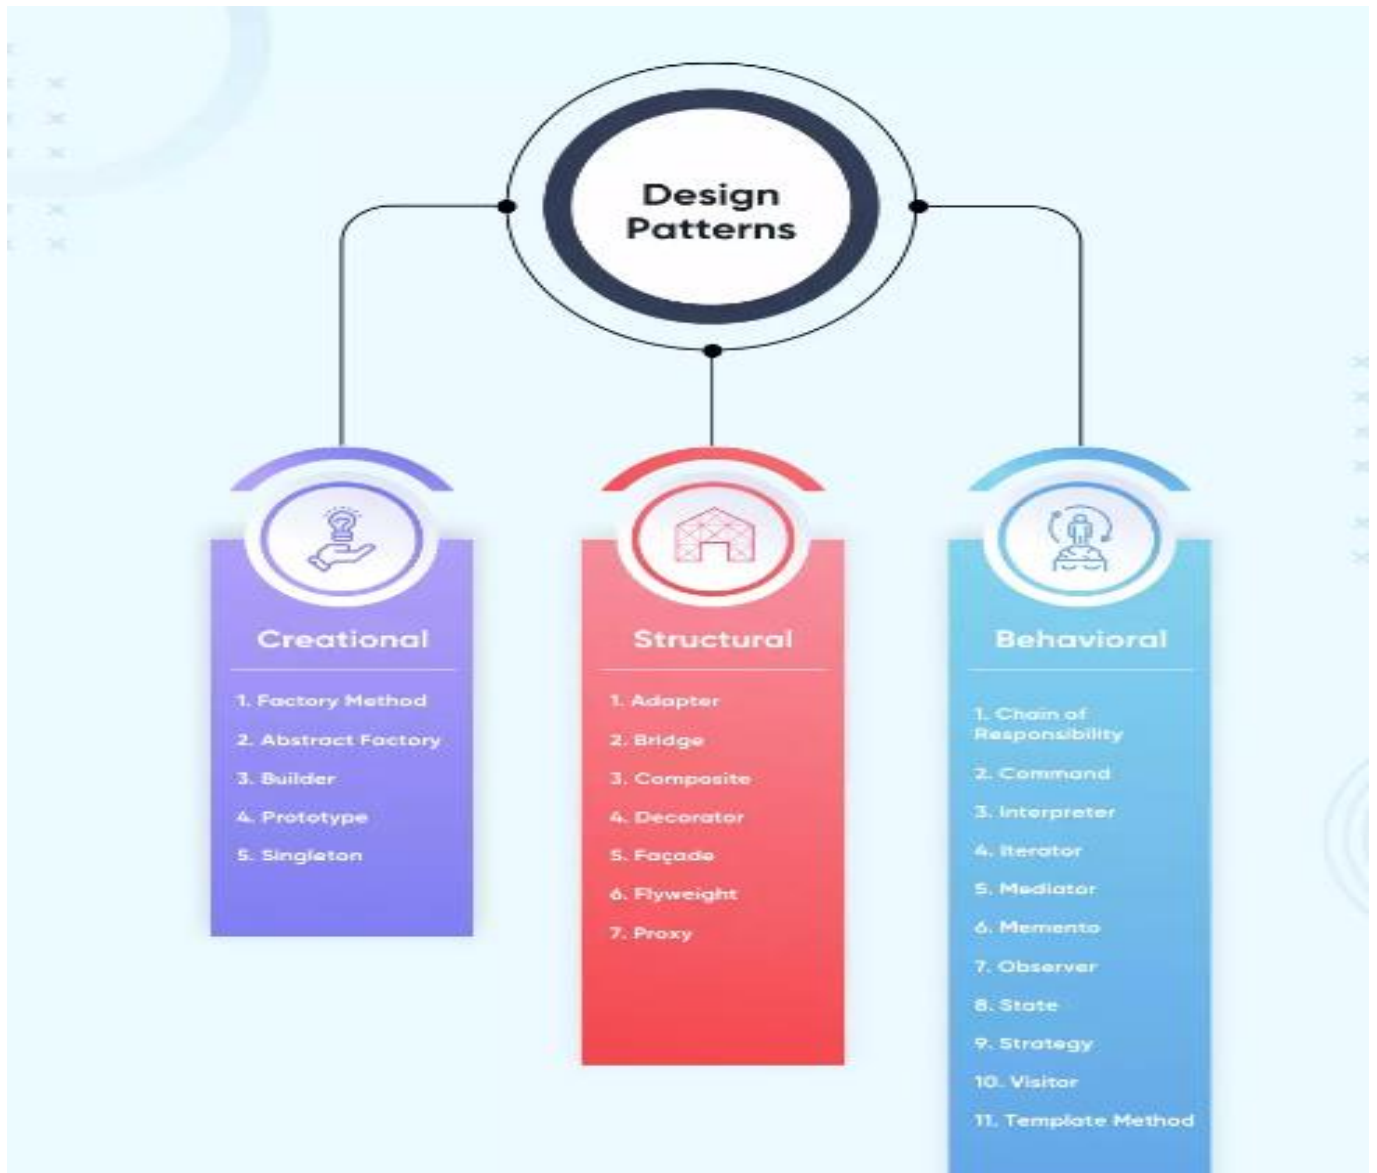 Design
Patterns
Creational
1. Factory Method
2. Abstract Factory
3. Builder
4. Prototype
5. Singleton
Structural
1. Adapter
2. Bridge
3. Composite
4. Decorator
5. Façade
6. Flyweight
7. Proxy
Behavioral
1. Chain of
Responsibility
2. Command
3. Interpreter
4. Iterator
5. Mediator
6. Memento
7. Observer
8. State
9. Strategy
10. Visitor
11. Template Method